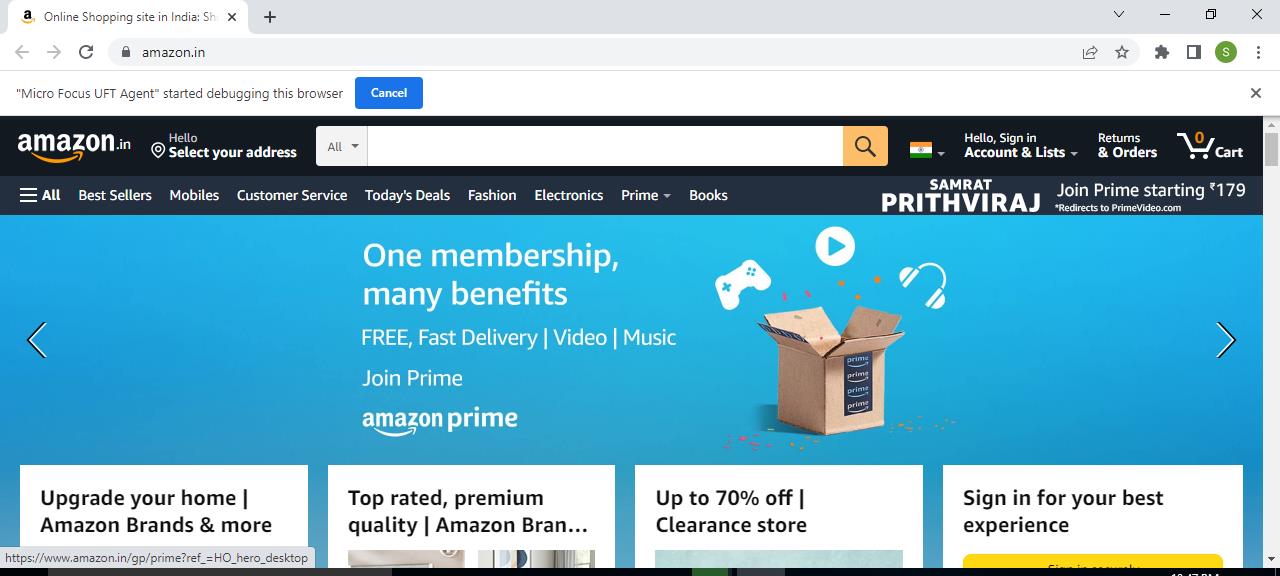 Online Shopping site in India: Sh
amazon.in
"Micro Focus UFT Agent" started debugging this browser
Cancel
S
amazon.in
Hello
Select your address
All
Hello, Sign in
Account & Lists
Returns
& Orders
0
Cart
All
Best Sellers
Mobiles
Customer Service
Today's Deals
Fashion
Electronics
Prime
Books
SAMRAT
PRITHVIRAJ
Join Prime starting ₹179
*Redirects to PrimeVideo.com
One membership,
many benefits
FREE, Fast Delivery | Video | Music
Join Prime
amazon prime
prime
prime
prime
prime
Upgrade your home |
Amazon Brands & more
Top rated, premium
quality | Amazon Bran...
Up to 70% off |
Clearance store
Sign in for your best
experience
Sign in securely
https://www.amazon.in/gp/prime?ref_=HO_hero_desktop